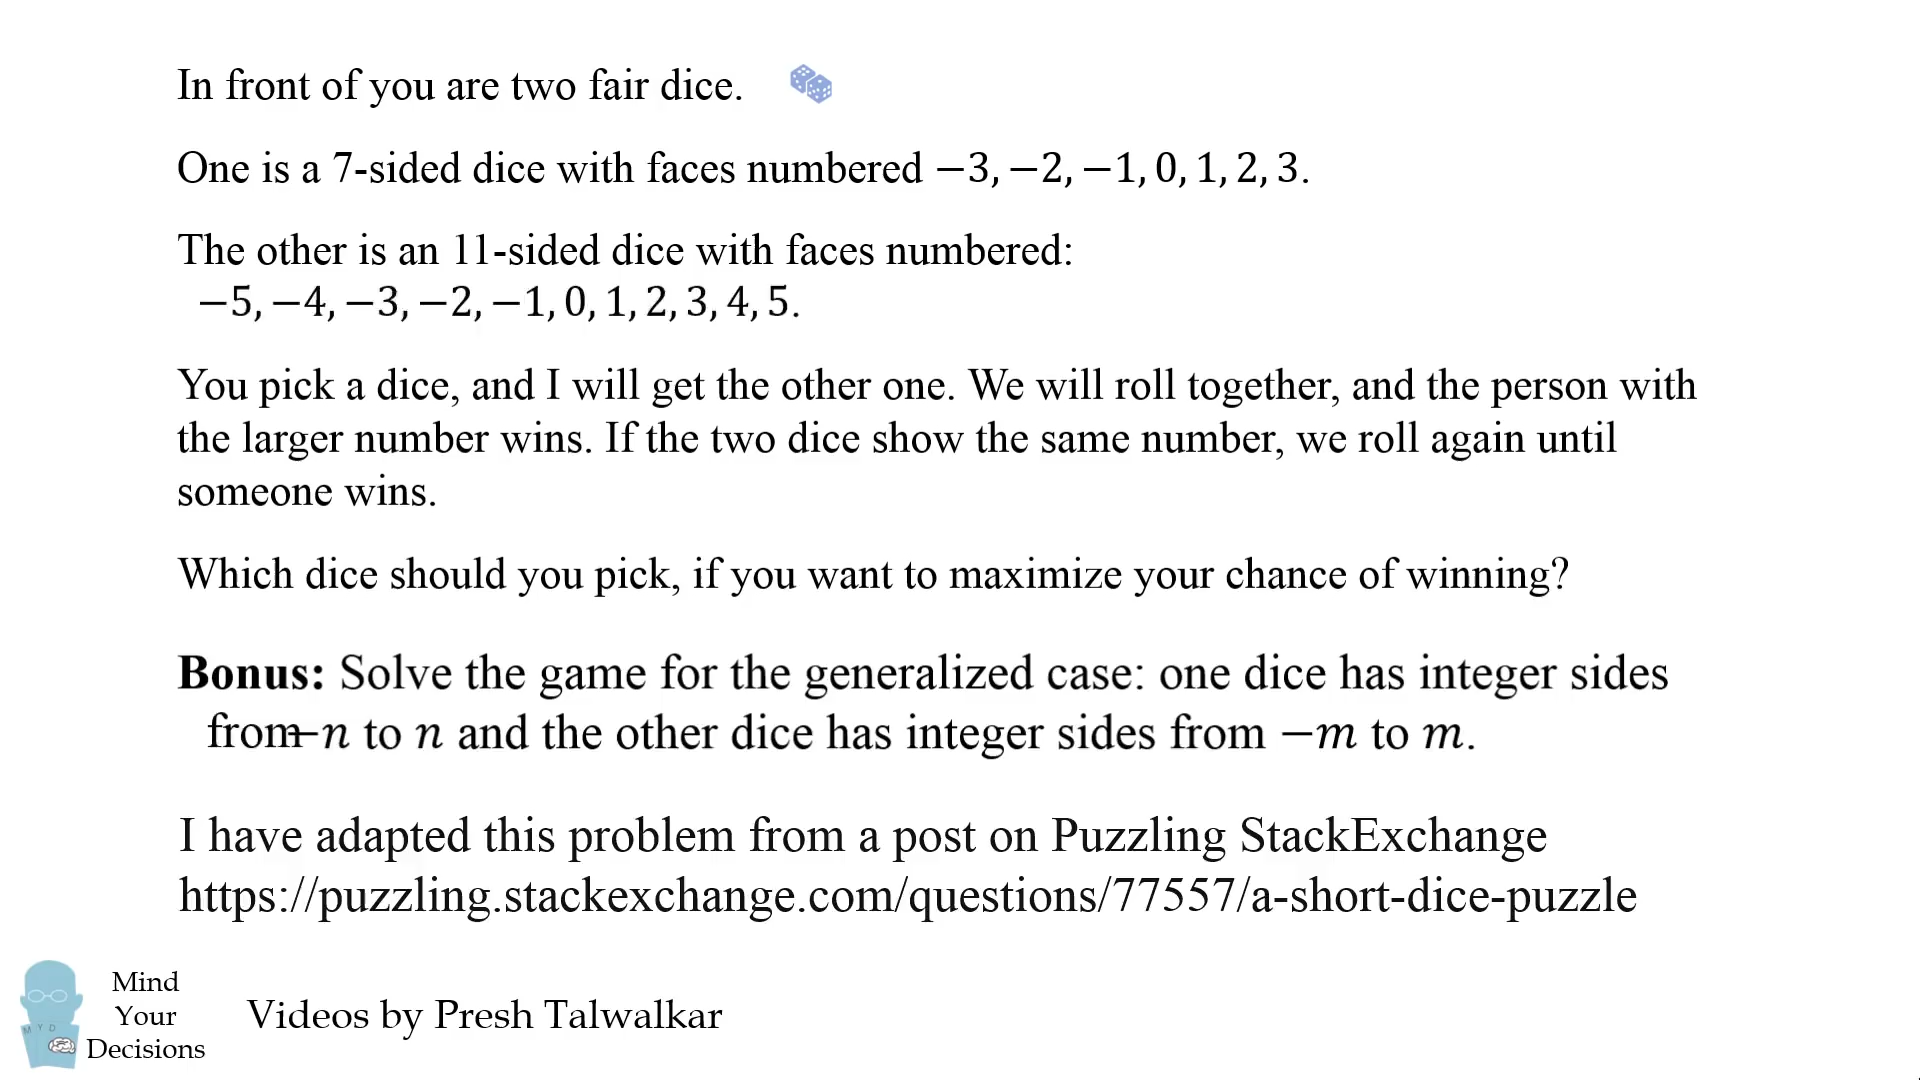 In front of you are two fair dice.
One is a 7-sided dice with faces numbered −3, −2, −1, 0, 1, 2, 3.
The other is an 11-sided dice with faces numbered:
−5, −4, −3, −2, −1, 0, 1, 2, 3, 4, 5.
You pick a dice, and I will get the other one. We will roll together, and the person with
the larger number wins. If the two dice show the same number, we roll again until
someone wins.
Which dice should you pick, if you want to maximize your chance of winning?
Bonus: Solve the game for the generalized case: one dice has integer sides
from −n to n and the other dice has integer sides from −m to m.
I have adapted this problem from a post on Puzzling StackExchange
https://puzzling.stackexchange.com/questions/77557/a-short-dice-puzzle
Mind
Your
Decisions
M Y D
Videos by Presh Talwalkar